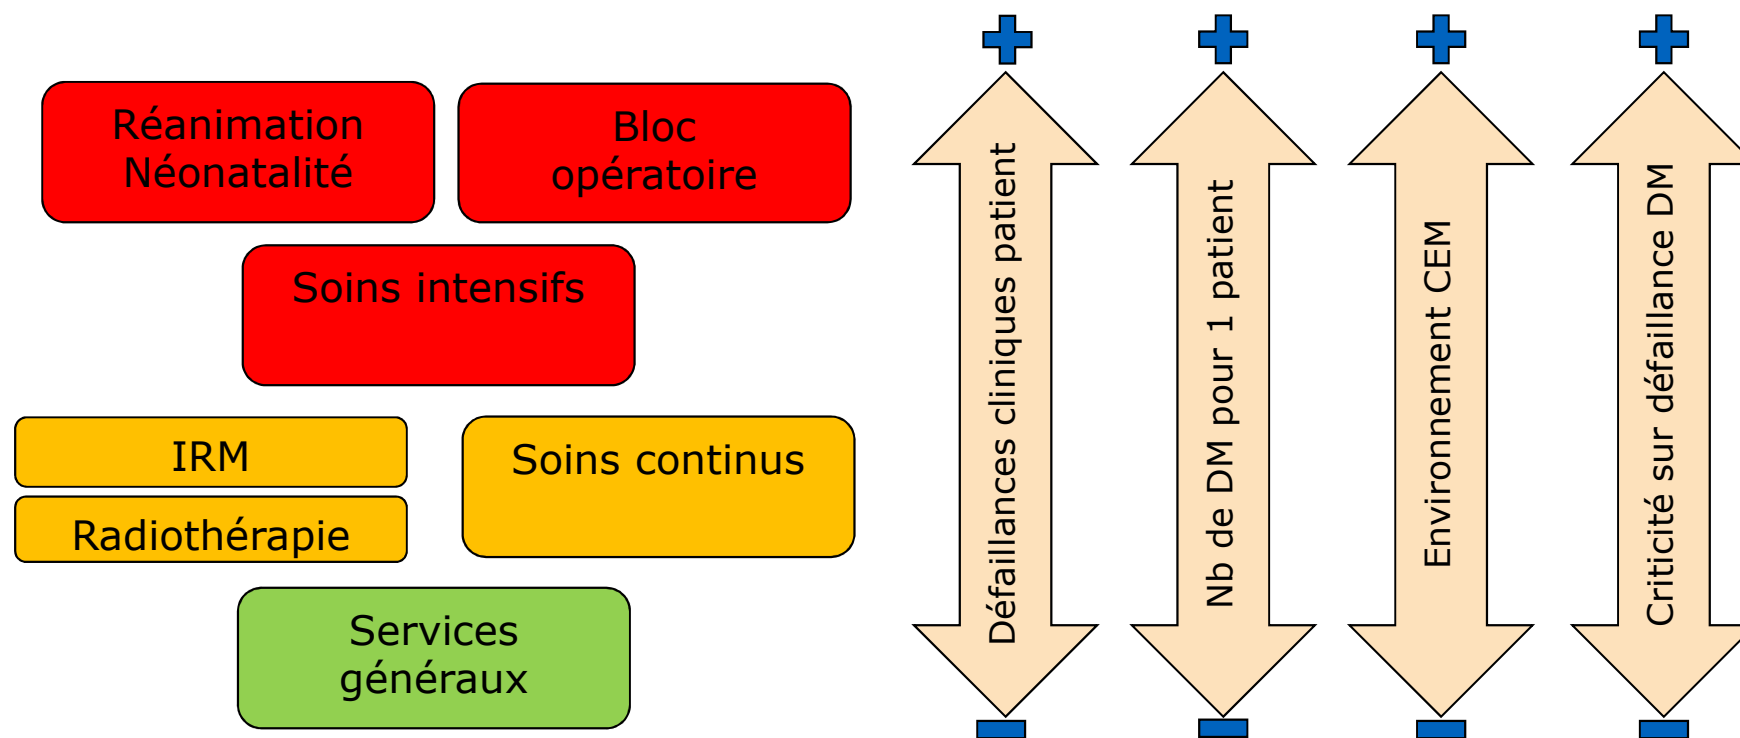 Réanimation
Néonatalité
Bloc
opératoire
Soins intensifs
IRM
Radiothérapie
Soins continus
Services
généraux
Défaillances cliniques patient
Nb de DM pour 1 patient
Environnement CEM
Criticité sur défaillance DM